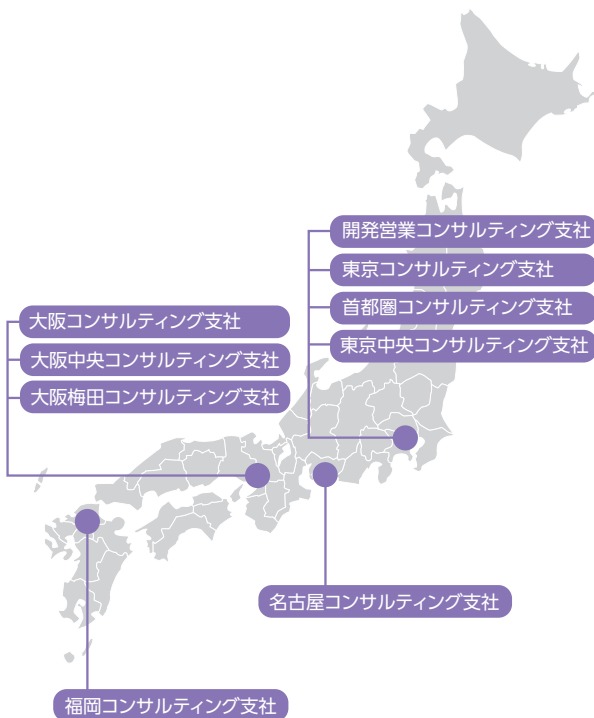 開発営業コンサルティング支社
東京コンサルティング支社
首都圏コンサルティング支社
東京中央コンサルティング支社
大阪コンサルティング支社
大阪中央コンサルティング支社
大阪梅田コンサルティング支社
名古屋コンサルティング支社
福岡コンサルティング支社